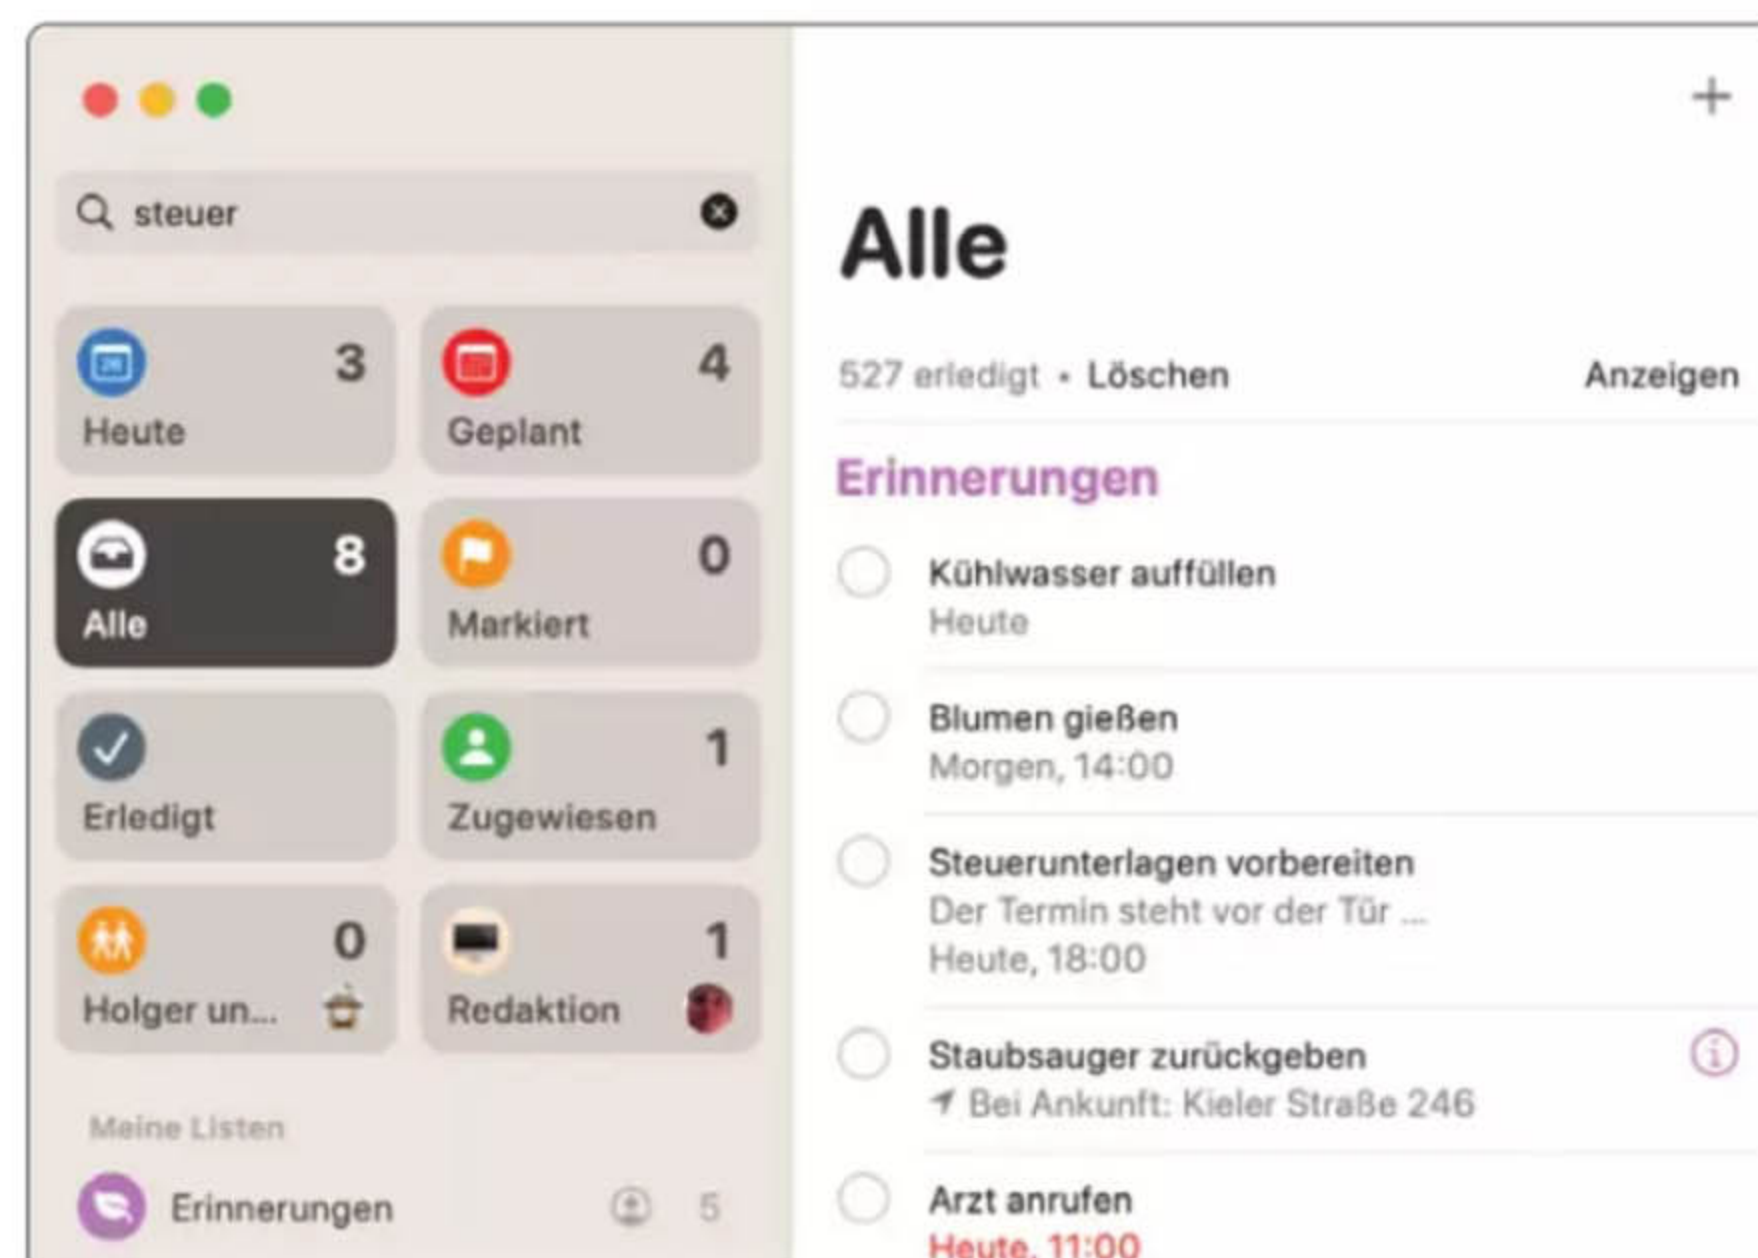 steuer
3
Heute
4
Geplant
8
Alle
0
Markiert
Erledigt
1
Zugewiesen
0
Holger un...
1
Redaktion
Meine Listen
Erinnerungen 5
+
Alle
527 erledigt • Löschen Anzeigen
Erinnerungen
Kühlwasser auffüllen
Heute
Blumen gießen
Morgen, 14:00
Steuerunterlagen vorbereiten
Der Termin steht vor der Tür ...
Heute, 18:00
Staubsauger zurückgeben
Bei Ankunft: Kieler Straße 246
Arzt anrufen
Heute, 11:00